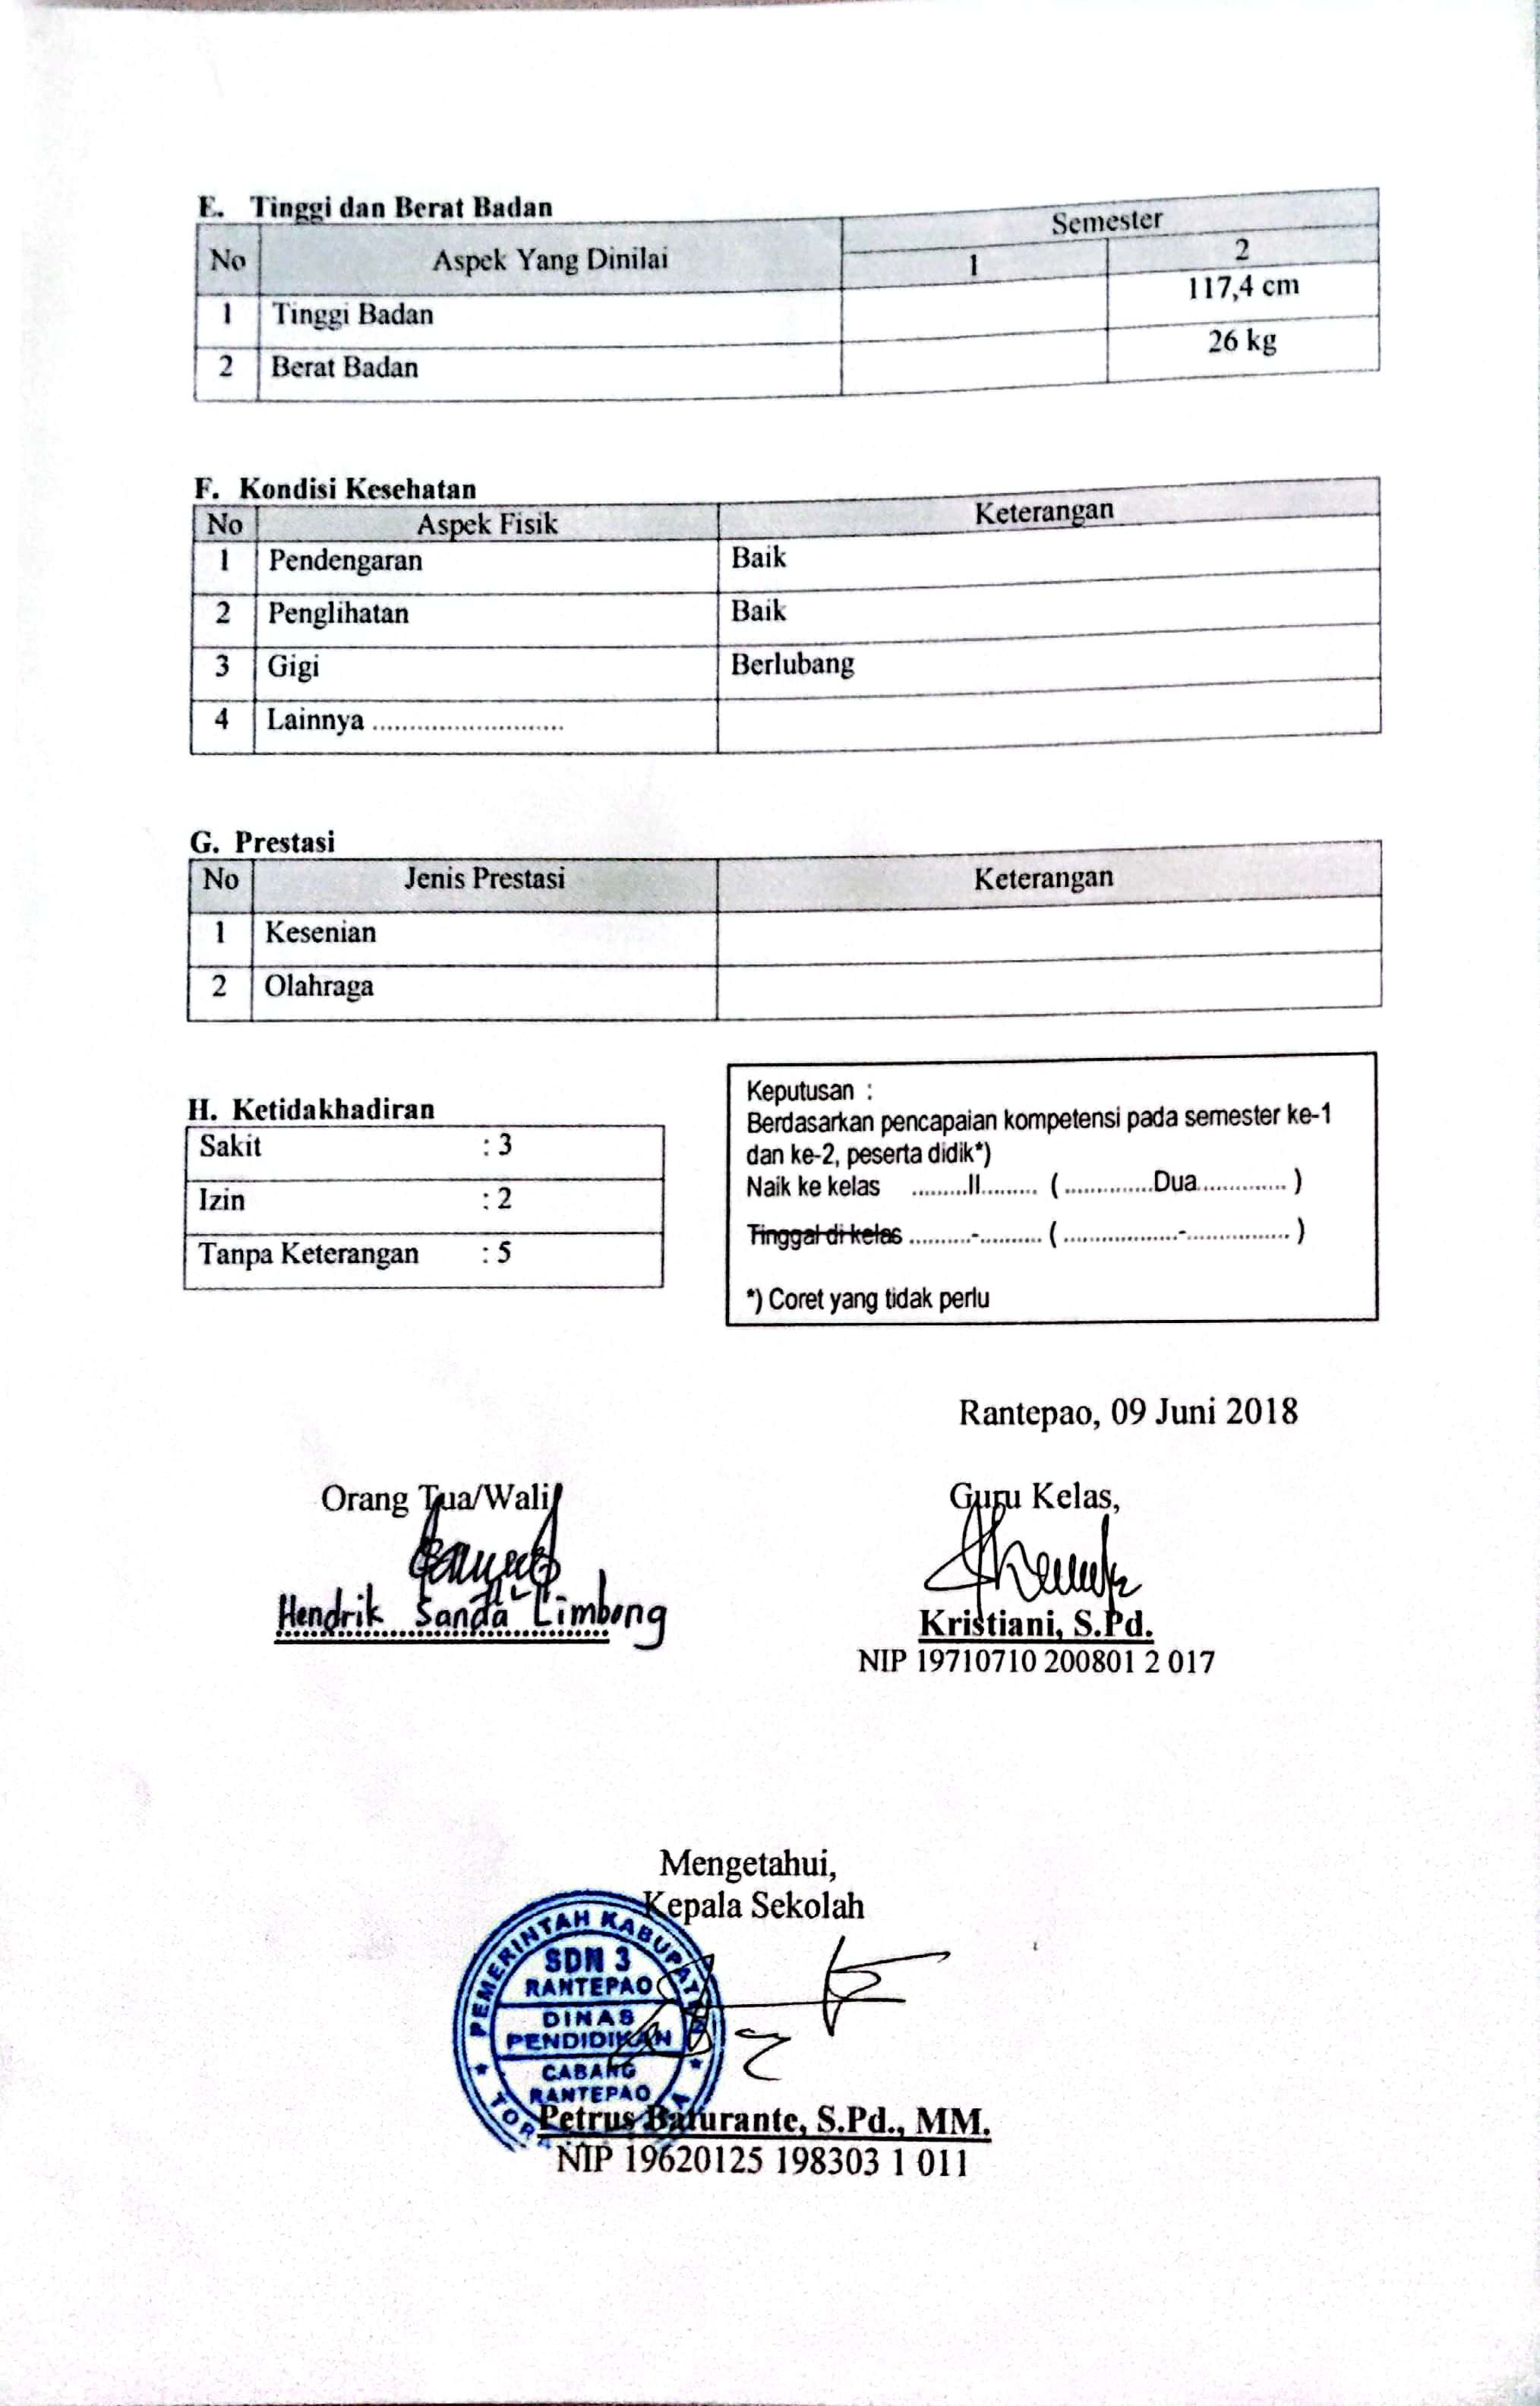 E. Tinggi dan Berat Badan
No Aspek Yang Dinilai Semester
1 2
1 Tinggi Badan 117,4 cm
2 Berat Badan 26 kg
F. Kondisi Kesehatan
No Aspek Fisik Keterangan
1 Pendengaran Baik
2 Penglihatan Baik
3 Gigi Berlubang
4 Lainnya ..........................
G. Prestasi
No Jenis Prestasi Keterangan
1 Kesenian
2 Olahraga
H. Ketidakhadiran
Sakit : 3
Izin : 2
Tanpa Keterangan : 5
Keputusan :
Berdasarkan pencapaian kompetensi pada semester ke-1
dan ke-2, peserta didik*)
Naik ke kelas .........II......... ( ..............Dua.............. )
Tinggal di kelas ..........-.......... ( ..................-................ )
*) Coret yang tidak perlu
Rantepao, 09 Juni 2018
Orang Tua/Wali
Hendrik Sanda Limbong
Guru Kelas,
Kristiani, S.Pd.
NIP 19710710 200801 2 017
Mengetahui,
Kepala Sekolah
PEMERINTAH KABUPATEN
SDN 3
RANTEPAO
DINAS
PENDIDIKAN
CABANG
RANTEPAO
Petrus Baturante, S.Pd., MM.
NIP 19620125 198303 1 011